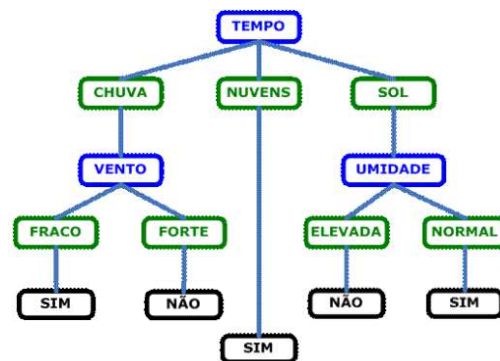 TEMPO
CHUVA NUVENS SOL
VENTO UMIDADE
FRACO FORTE ELEVADA NORMAL
SIM NÃO NÃO SIM
SIM